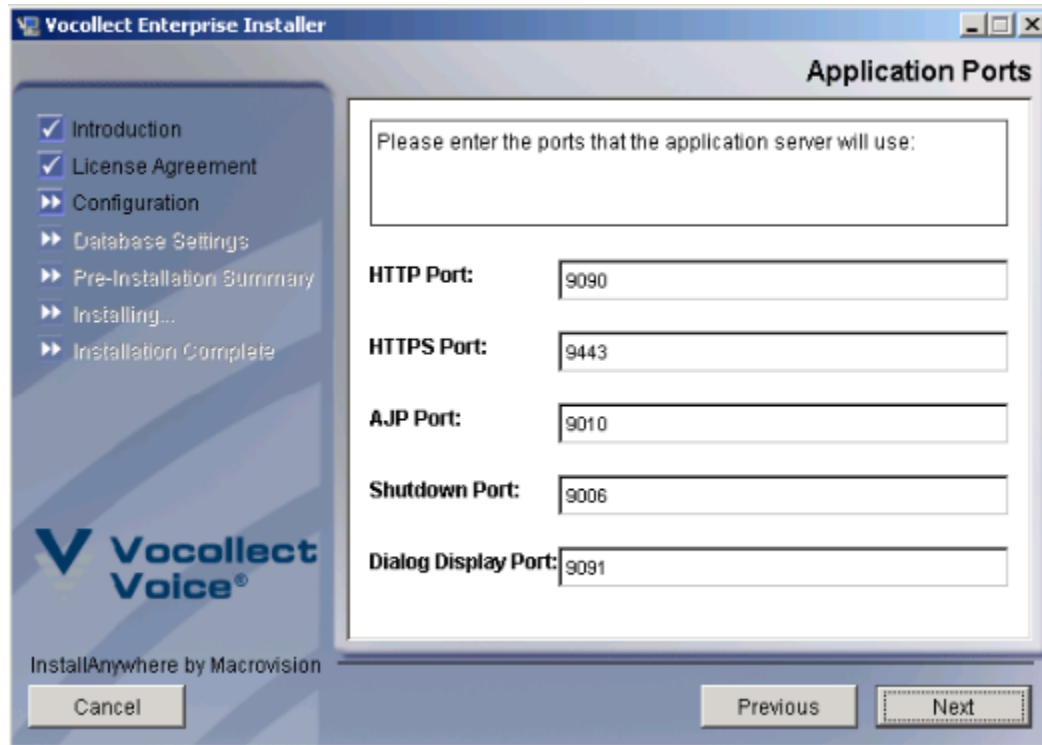 Vocollect Enterprise Installer
Application Ports
Introduction
License Agreement
Configuration
Database Settings
Pre-Installation Summary
Installing...
Installation Complete
Please enter the ports that the application server will use:
HTTP Port: 9090
HTTPS Port: 9443
AJP Port: 9010
Shutdown Port: 9006
Dialog Display Port: 9091
Vocollect
Voice®
InstallAnywhere by Macrovision
Cancel Previous Next